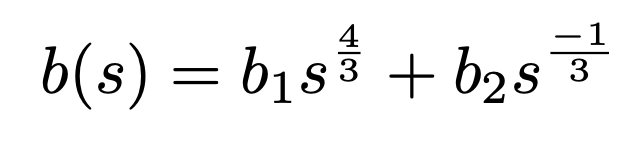 b(s) = b₁s^{4/3} + b₂s^{-1/3}